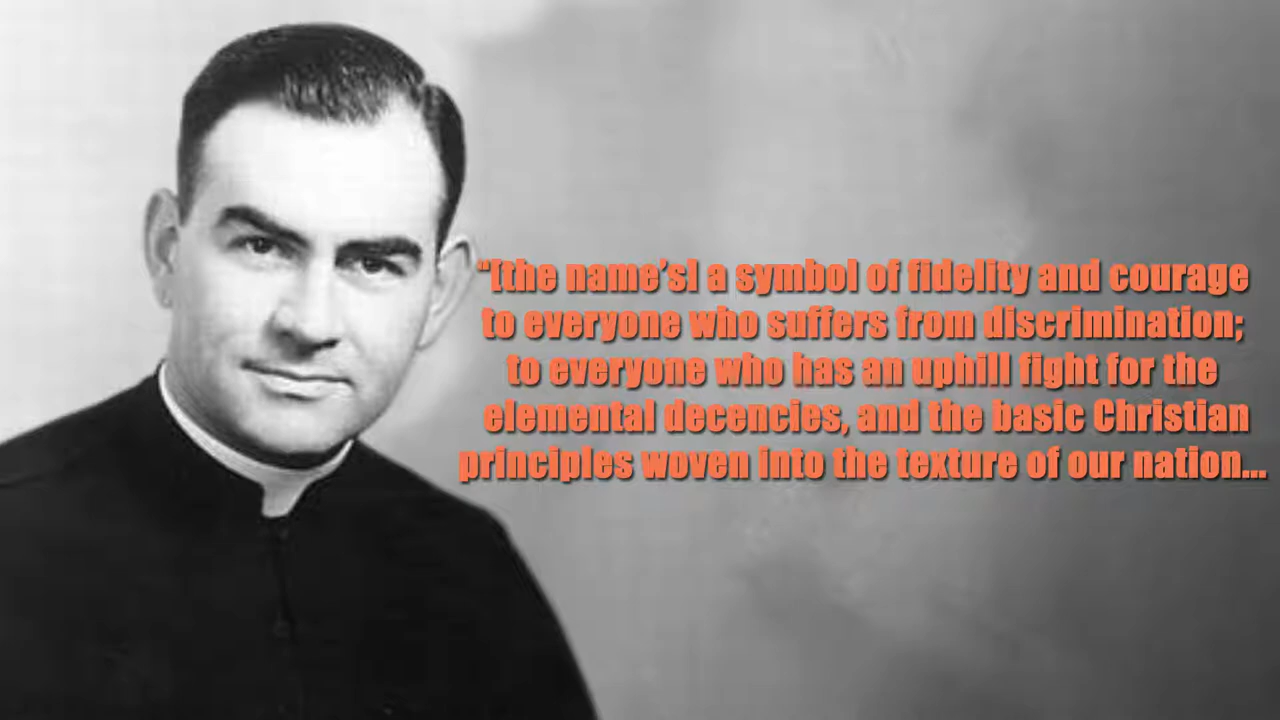 “[the name’s] a symbol of fidelity and courage
to everyone who suffers from discrimination;
to everyone who has an uphill fight for the
elemental decencies, and the basic Christian
principles woven into the texture of our nation...